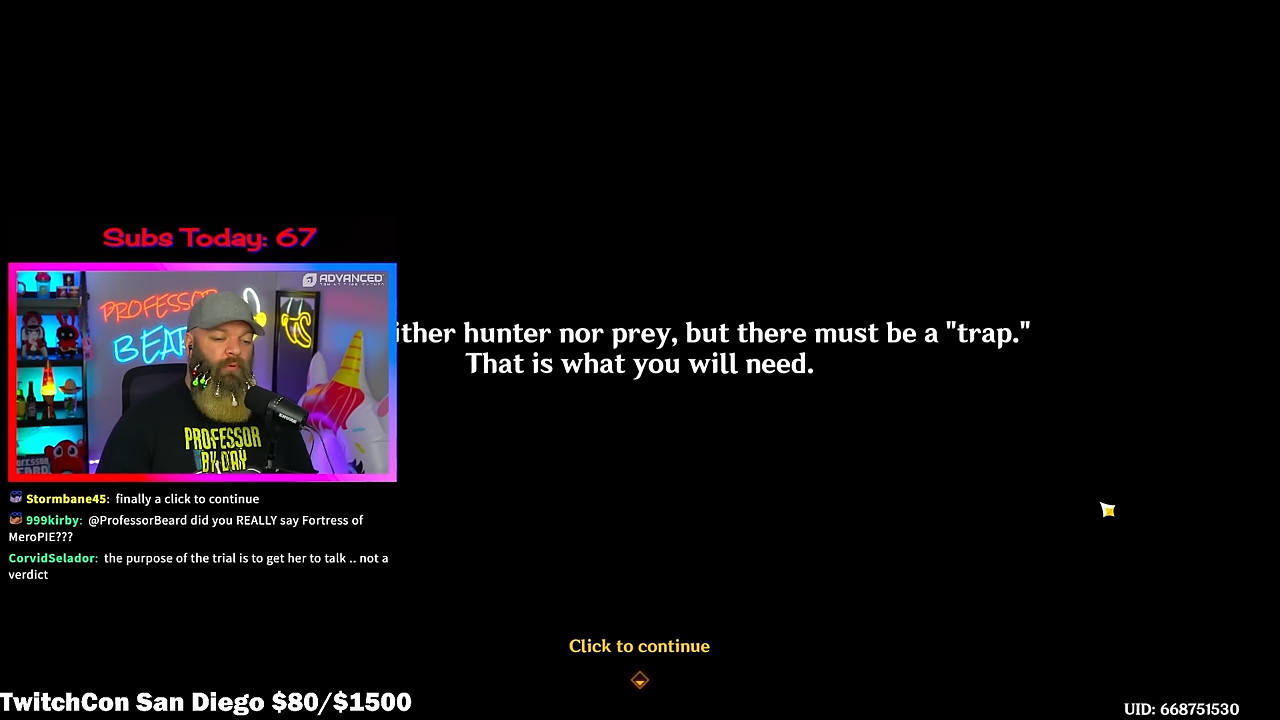 Subs Today: 67
ADVANCED
PROFESSOR
BEAR
ither hunter nor prey, but there must be a "trap."
That is what you will need.
PROFESSOR
BY DAY
Stormbane45: finally a click to continue
999kirby: @ProfessorBeard did you REALLY say Fortress of
MeroPIE???
CorvidSelador: the purpose of the trial is to get her to talk .. not a
verdict
Click to continue
TwitchCon San Diego $80/$1500
UID: 668751530